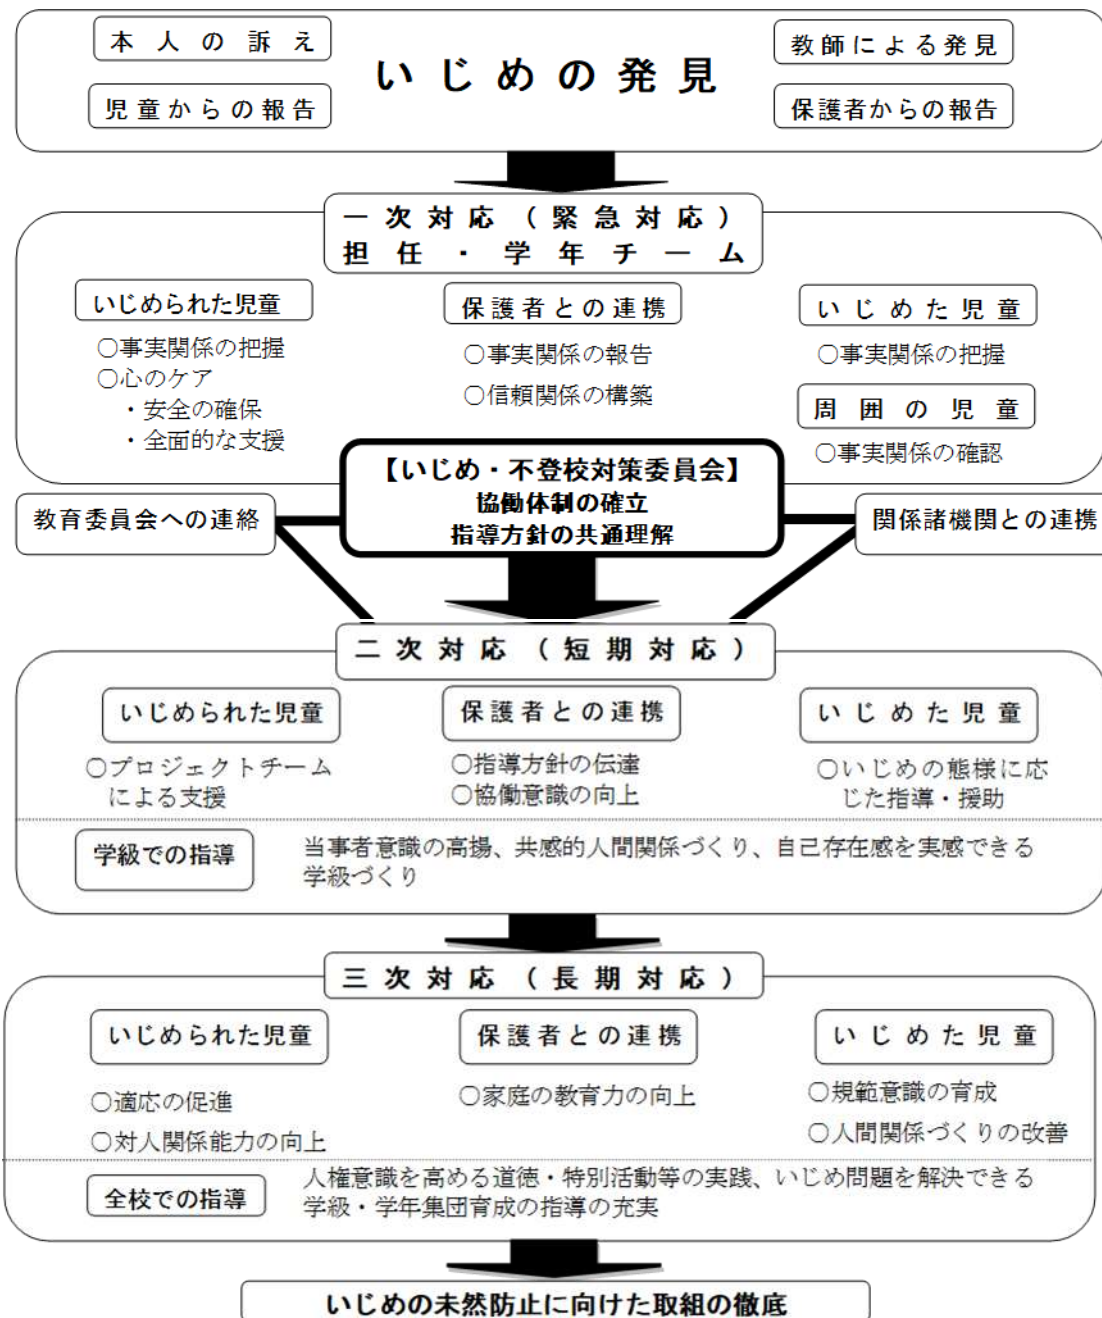 本人の訴え
教師による発見
いじめの発見
児童からの報告
保護者からの報告
一次対応（緊急対応）
担任・学年チーム
いじめられた児童
○事実関係の把握
○心のケア
・安全の確保
・全面的な支援
保護者との連携
○事実関係の報告
○信頼関係の構築
いじめた児童
○事実関係の把握
周囲の児童
○事実関係の確認
【いじめ・不登校対策委員会】
協働体制の確立
指導方針の共通理解
教育委員会への連絡
関係諸機関との連携
二次対応（短期対応）
いじめられた児童
○プロジェクトチーム
による支援
保護者との連携
○指導方針の伝達
○協働意識の向上
いじめた児童
○いじめの態様に応
じた指導・援助
学級での指導
当事者意識の高揚、共感的人間関係づくり、自己存在感を実感できる
学級づくり
三次対応（長期対応）
いじめられた児童
○適応の促進
○対人関係能力の向上
保護者との連携
○家庭の教育力の向上
いじめた児童
○規範意識の育成
○人間関係づくりの改善
全校での指導
人権意識を高める道徳・特別活動等の実践、いじめ問題を解決できる
学級・学年集団育成の指導の充実
いじめの未然防止に向けた取組の徹底